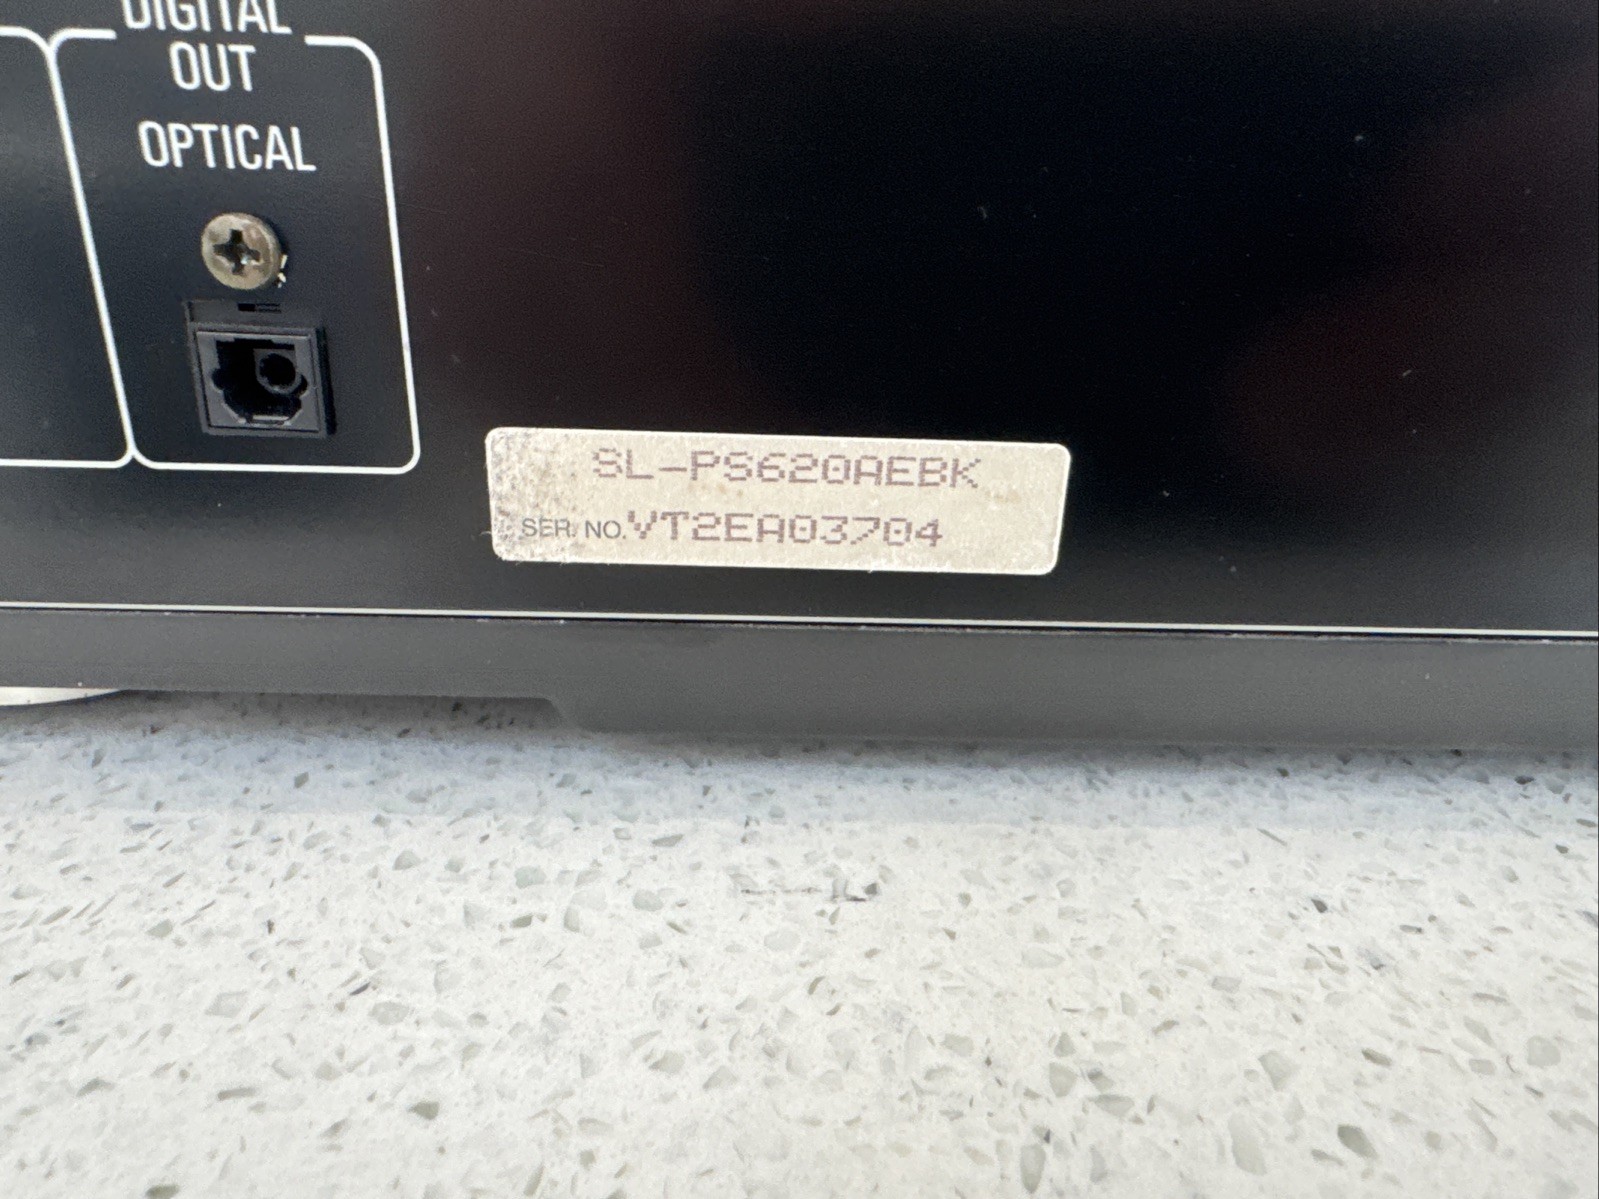 DIGITAL
OUT
OPTICAL
SL-PS620AEBK
SER. NO. VT2EA03704